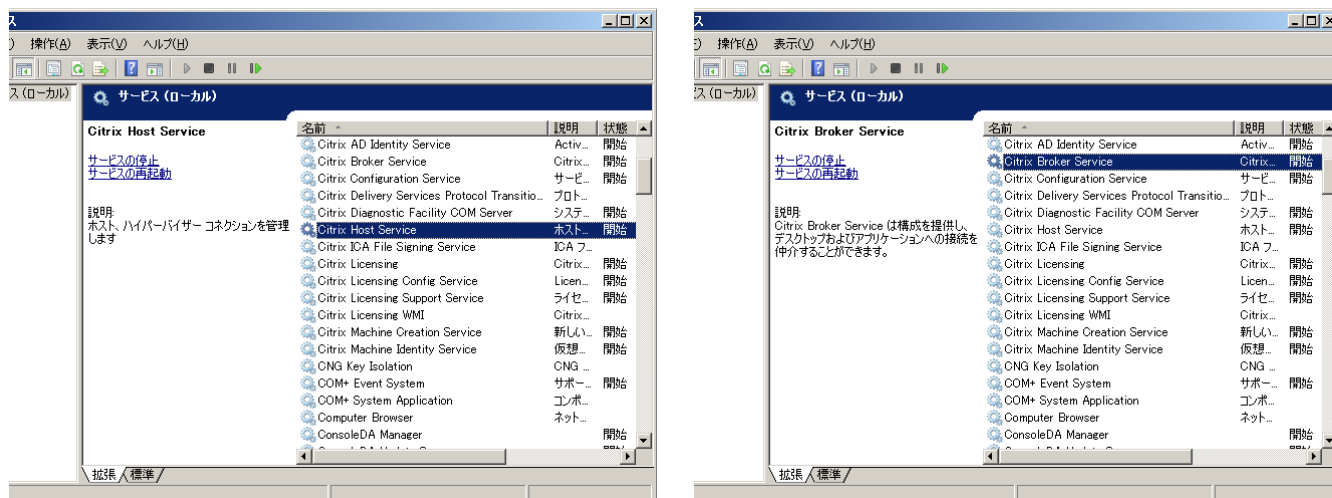 ス
操作(A) 表示(V) ヘルプ(H)
ス (ローカル)
サービス (ローカル)
Citrix Host Service
サービスの停止
サービスの再起動
説明:
ホスト、ハイパーバイザー コネクションを管理
します
名前 説明 状態
Citrix AD Identity Service Activ... 開始
Citrix Broker Service Citrix... 開始
Citrix Configuration Service サービ... 開始
Citrix Delivery Services Protocol Transitio... プロト...
Citrix Diagnostic Facility COM Server システ... 開始
Citrix Host Service ホスト... 開始
Citrix ICA File Signing Service ICA フ...
Citrix Licensing Citrix... 開始
Citrix Licensing Config Service Licen... 開始
Citrix Licensing Support Service ライセ... 開始
Citrix Licensing WMI Citrix...
Citrix Machine Creation Service 新しい... 開始
Citrix Machine Identity Service 仮想... 開始
CNG Key Isolation CNG ...
COM+ Event System サポー... 開始
COM+ System Application コンポ...
Computer Browser ネット...
ConsoleDA Manager 開始
拡張 標準
ス
操作(A) 表示(V) ヘルプ(H)
ス (ローカル)
サービス (ローカル)
Citrix Broker Service
サービスの停止
サービスの再起動
説明:
Citrix Broker Service は構成を提供し、
デスクトップおよびアプリケーションへの接続を
仲介することができます。
名前 説明 状態
Citrix AD Identity Service Activ... 開始
Citrix Broker Service Citrix... 開始
Citrix Configuration Service サービ... 開始
Citrix Delivery Services Protocol Transitio... プロト...
Citrix Diagnostic Facility COM Server システ... 開始
Citrix Host Service ホスト... 開始
Citrix ICA File Signing Service ICA フ...
Citrix Licensing Citrix... 開始
Citrix Licensing Config Service Licen... 開始
Citrix Licensing Support Service ライセ... 開始
Citrix Licensing WMI Citrix...
Citrix Machine Creation Service 新しい... 開始
Citrix Machine Identity Service 仮想... 開始
CNG Key Isolation CNG ...
COM+ Event System サポー... 開始
COM+ System Application コンポ...
Computer Browser ネット...
ConsoleDA Manager 開始
拡張 標準